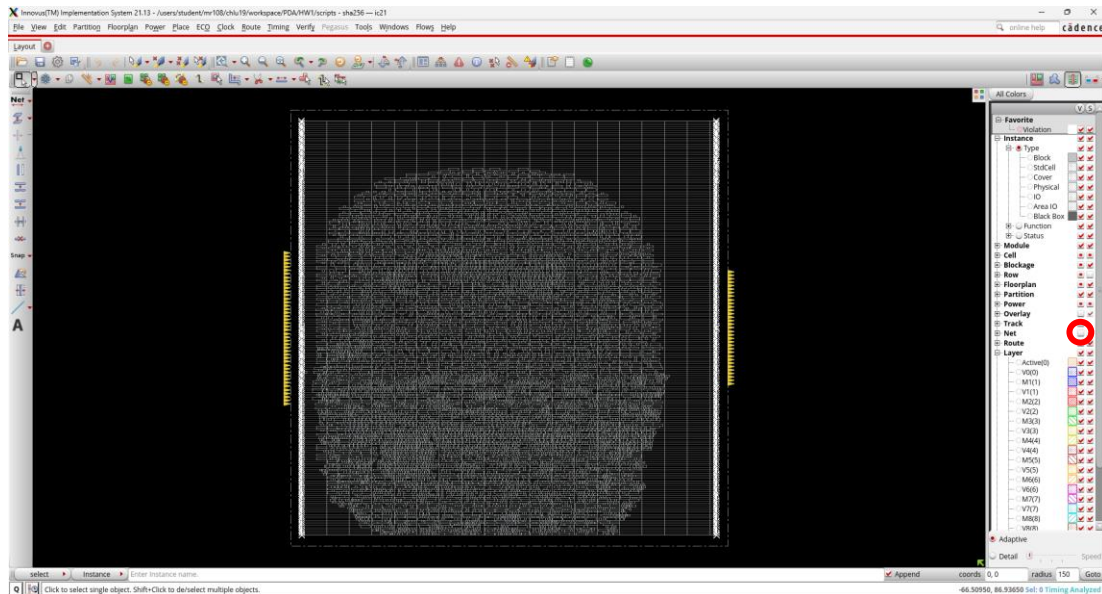 Innovus(TM) Implementation System 21.13 - /users/student/mr108/chlu19/workspace/PDA/HW1/scripts - sha256 — ic21
File View Edit Partition Floorplan Power Place ECO Clock Route Timing Verify Pegasus Tools Windows Flows Help
online help cādence
Layout
All Colors
Net
V S
Favorite
Violation
Instance
Type
Block
StdCell
Cover
Physical
IO
Area IO
Black Box
Function
Status
Module
Cell
Blockage
Row
Floorplan
Partition
Power
Overlay
Track
Net
Route
Layer
Active(0)
V0(0)
M1(1)
V1(1)
M2(2)
V2(2)
M3(3)
V3(3)
M4(4)
V4(4)
M5(5)
V5(5)
M6(6)
V6(6)
M7(7)
V7(7)
M8(8)
V8(8)
Snap
A
Adaptive
Detail Speed
select Instance Enter instance name. Append coords 0, 0 radius 150 Goto
Q Click to select single object. Shift+Click to de/select multiple objects. -66.50950, 86.93650 Sel: 0 Timing Analyzed